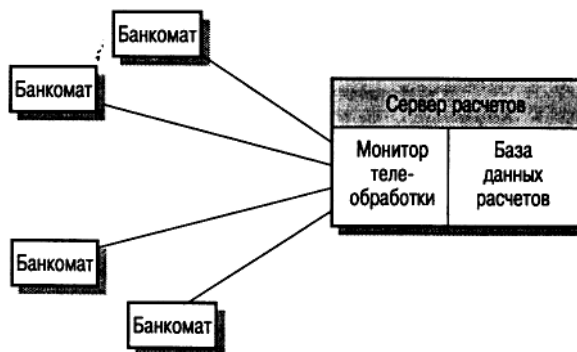 Банкомат
Банкомат
Сервер расчетов
Монитор
теле-
обработки
База
данных
расчетов
Банкомат
Банкомат